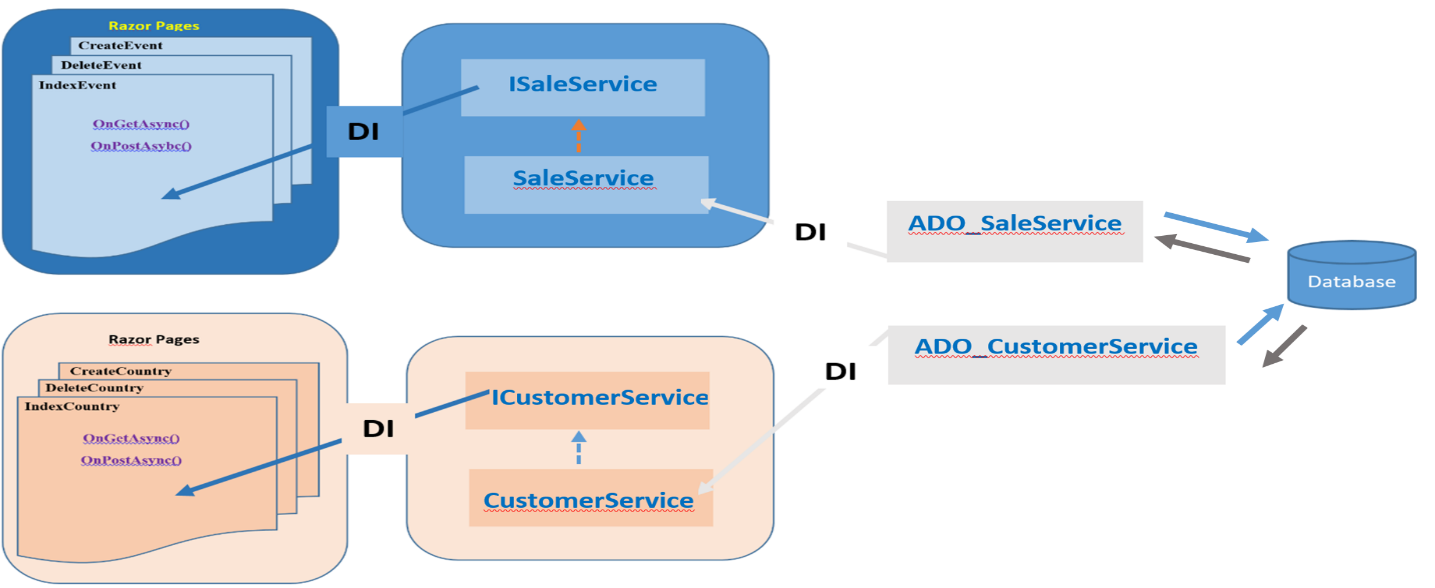 Razor Pages
CreateEvent
DeleteEvent
IndexEvent
OnGetAsync()
OnPostAsybc()
DI
ISaleService
SaleService
DI
ADO_SaleService
Database
Razor Pages
CreateCountry
DeleteCountry
IndexCountry
OnGetAsync()
OnPostAsync()
DI
ICustomerService
CustomerService
DI
ADO_CustomerService